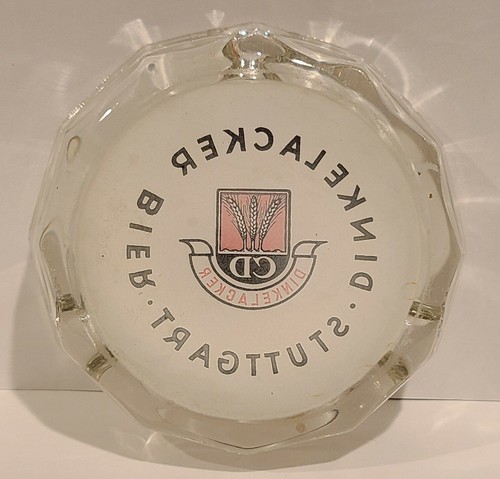 DINKELACKER BIER · STUTTGART ·
CD
DINKELACKER